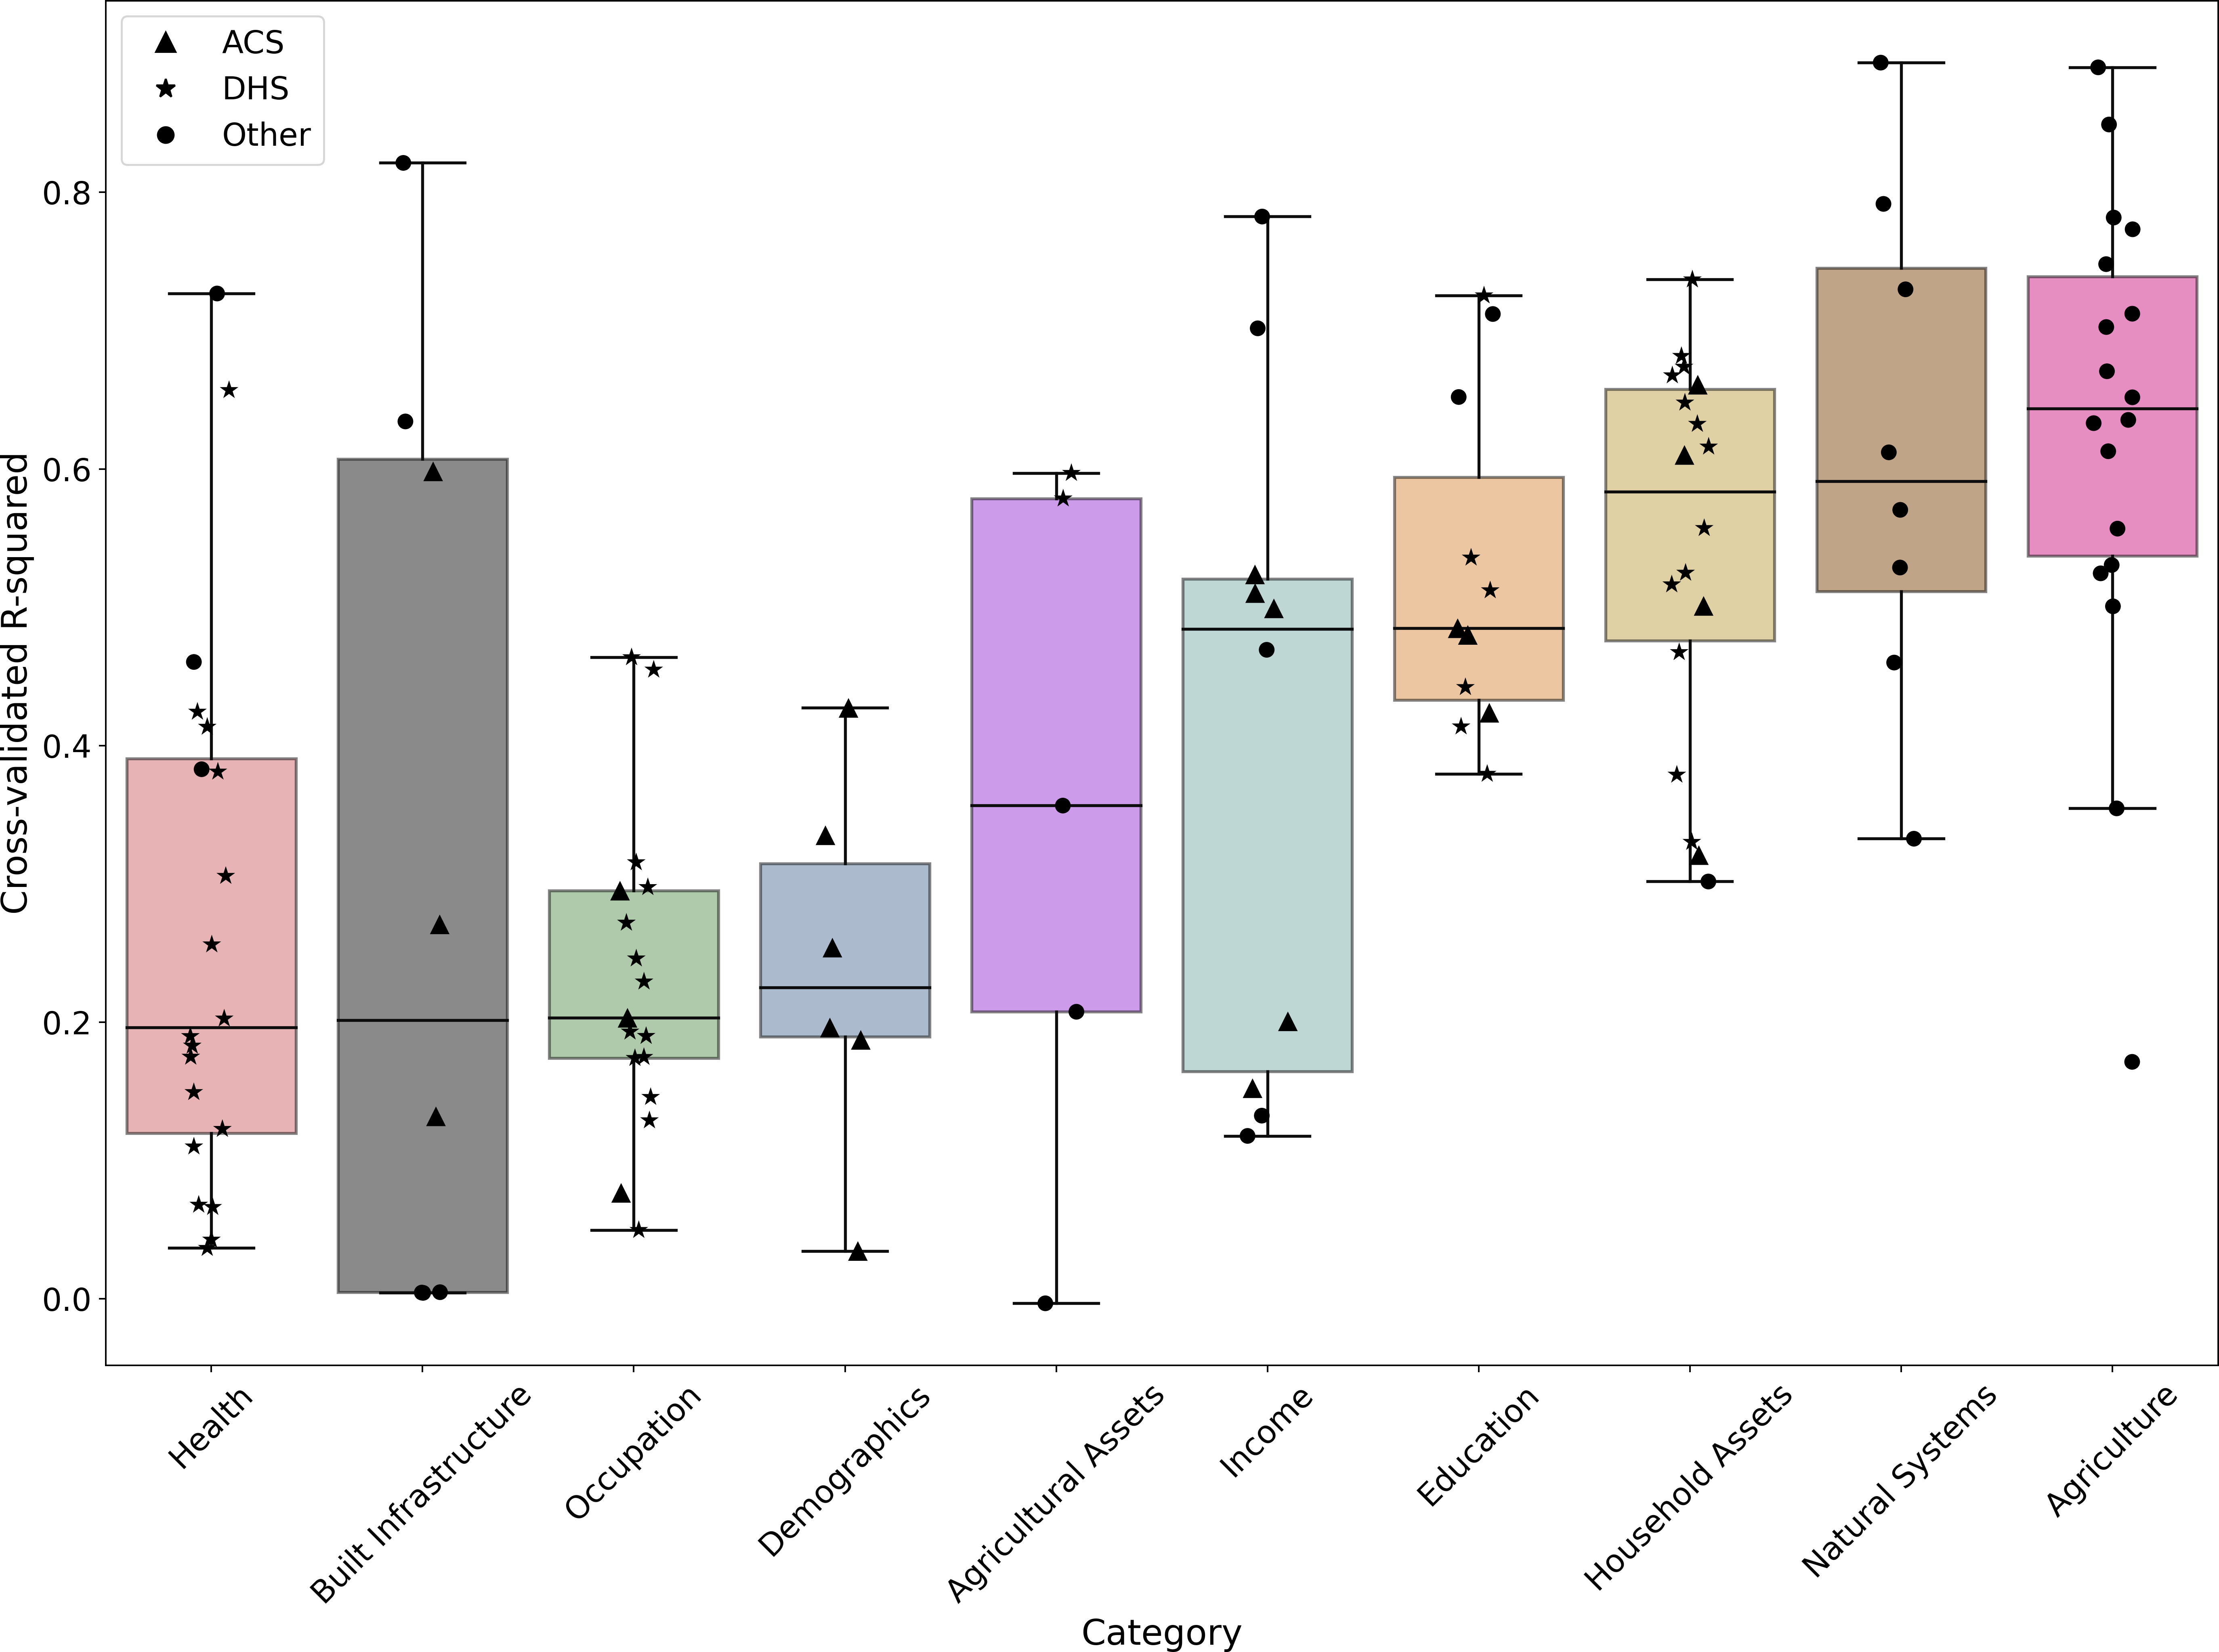 ACS
DHS
Other
Cross-validated R-squared
0.8
0.6
0.4
0.2
0.0
Health
Built Infrastructure
Occupation
Demographics
Agricultural Assets
Income
Education
Household Assets
Natural Systems
Agriculture
Category